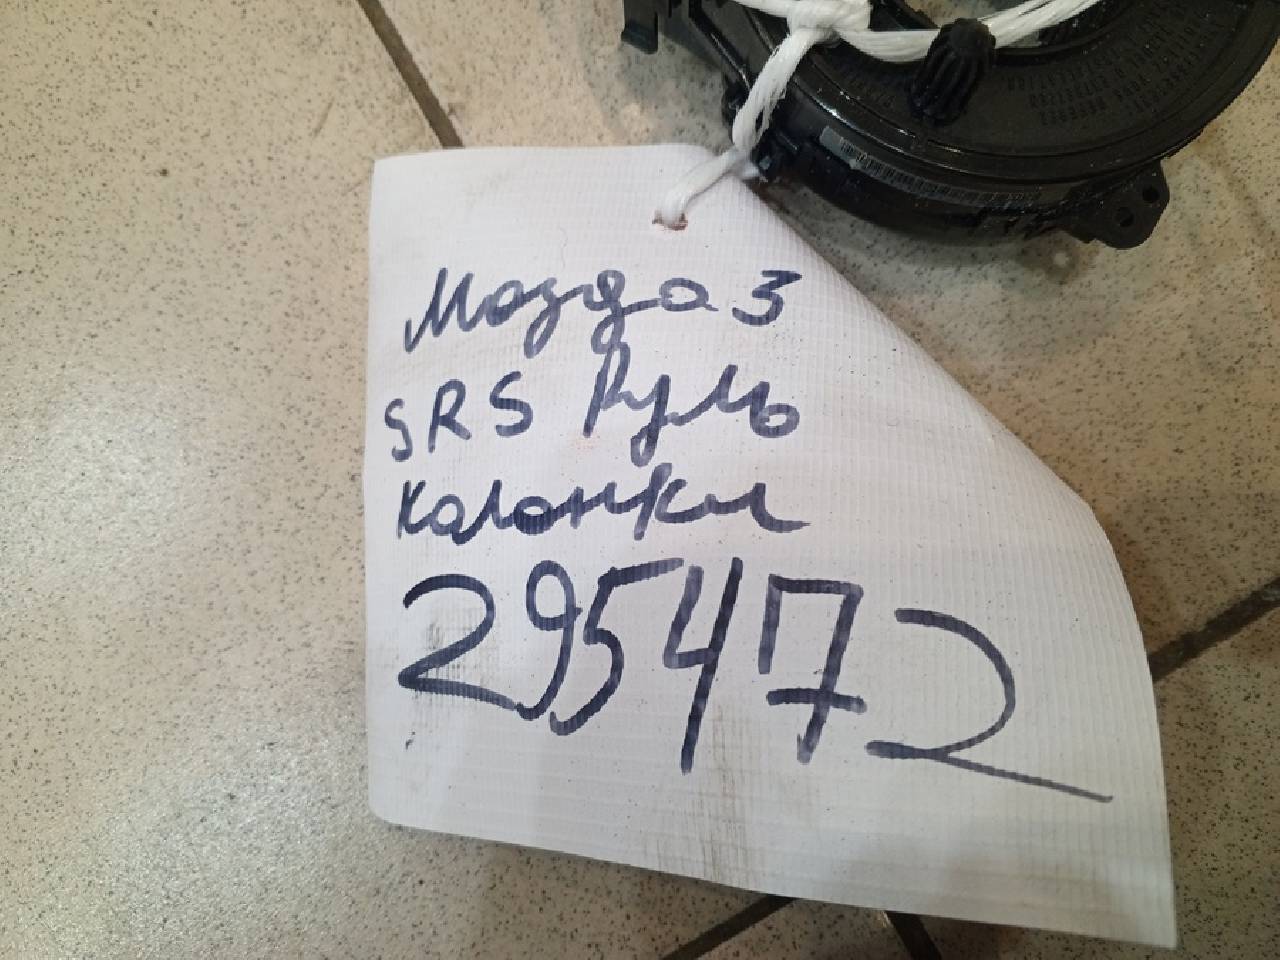 Мазда 3
SRS Руль
Колонки
295472